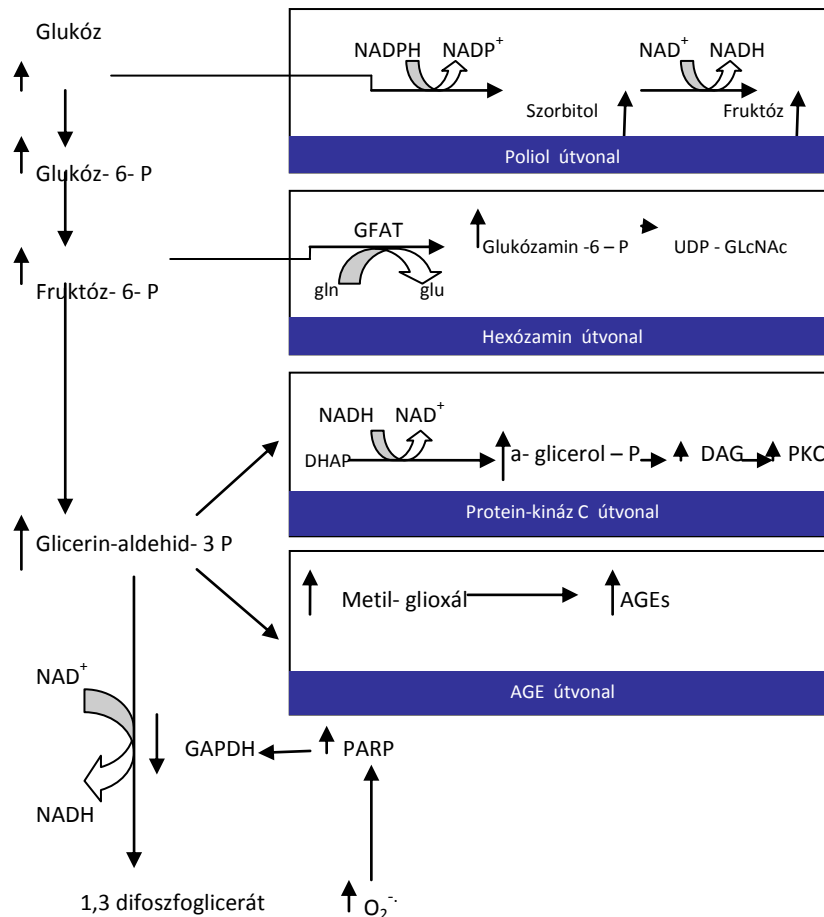 Glukóz
NADPH NADP+
NAD+ NADH
Szorbitol
Fruktóz
Poliol útvonal
Glukóz- 6- P
GFAT
Glukózamin -6 – P
UDP - GLcNAc
gln
glu
Fruktóz- 6- P
Hexózamin útvonal
NADH NAD+
DHAP
a- glicerol – P
DAG
PKC
Protein-kináz C útvonal
Glicerin-aldehid- 3 P
Metil- glioxál
AGEs
AGE útvonal
NAD+
GAPDH
PARP
NADH
1,3 difoszfoglicerát
O2-·